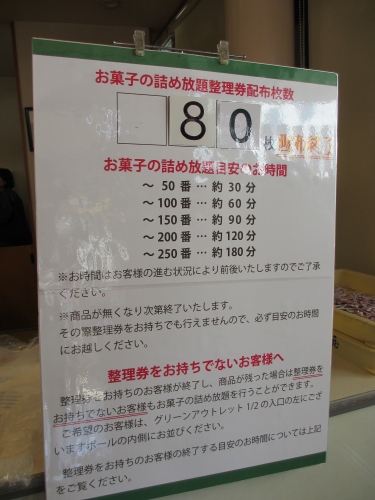 お菓子の詰め放題整理券配布枚数
80枚 配布終了
お菓子の詰め放題目安のお時間
～ 50 番 … 約 30 分
～ 100 番 … 約 60 分
～ 150 番 … 約 90 分
～ 200 番 … 約 120 分
～ 250 番 … 約 180 分
※お時間はお客様の進む状況により前後いたしますのでご了承
ください。
※商品が無くなり次第終了いたします。
その際整理券をお持ちでも行えませんので、必ず目安のお時間
にお越しください。
整理券をお持ちでないお客様へ
整理券をお持ちのお客様が終了し、商品が残った場合は整理券を
お持ちでないお客様もお菓子の詰め放題を行うことができます。
ご希望のお客様は、グリーンアウトレット 1/2 の入口の左にござ
いますポールの内側にお並びください。
整理券をお持ちのお客様の終了する目安のお時間については上記
をご覧ください。